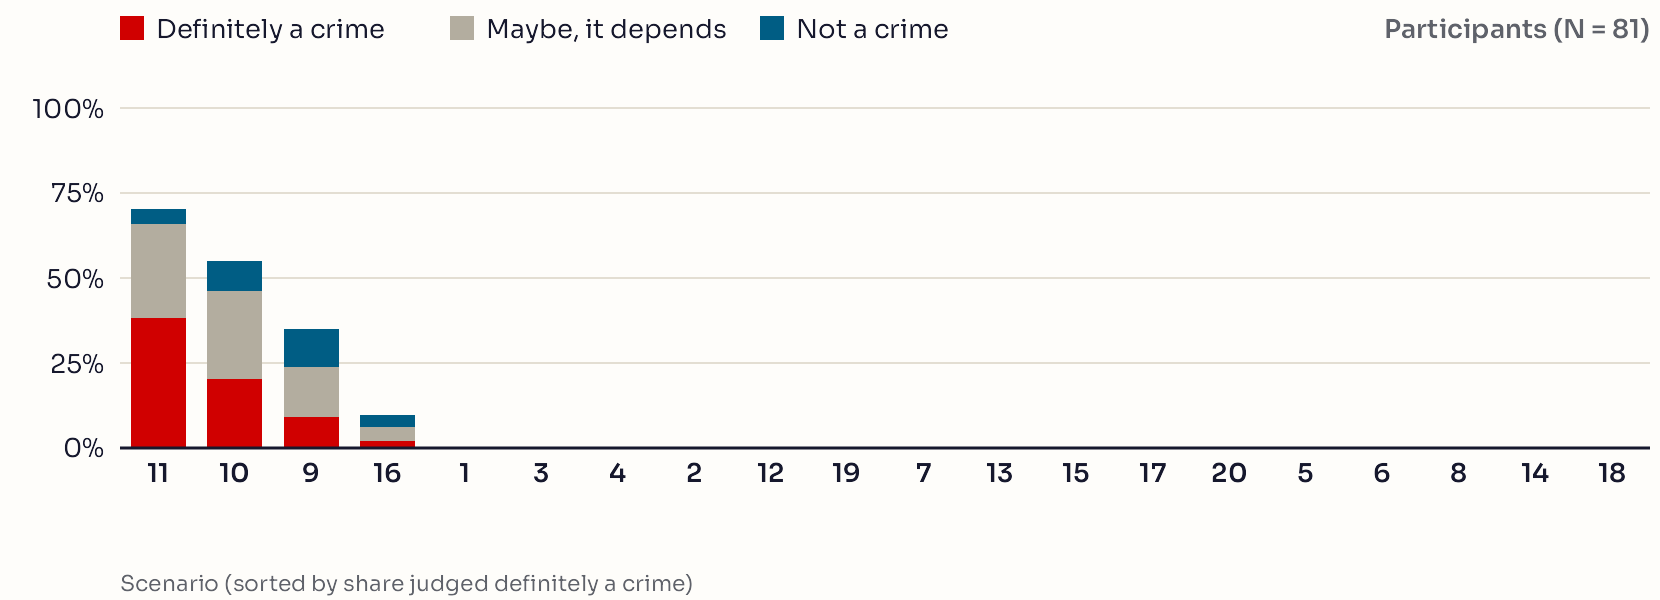 Definitely a crime Maybe, it depends Not a crime Participants (N = 81)
100%
75%
50%
25%
0%
11 10 9 16 1 3 4 2 12 19 7 13 15 17 20 5 6 8 14 18
Scenario (sorted by share judged definitely a crime)